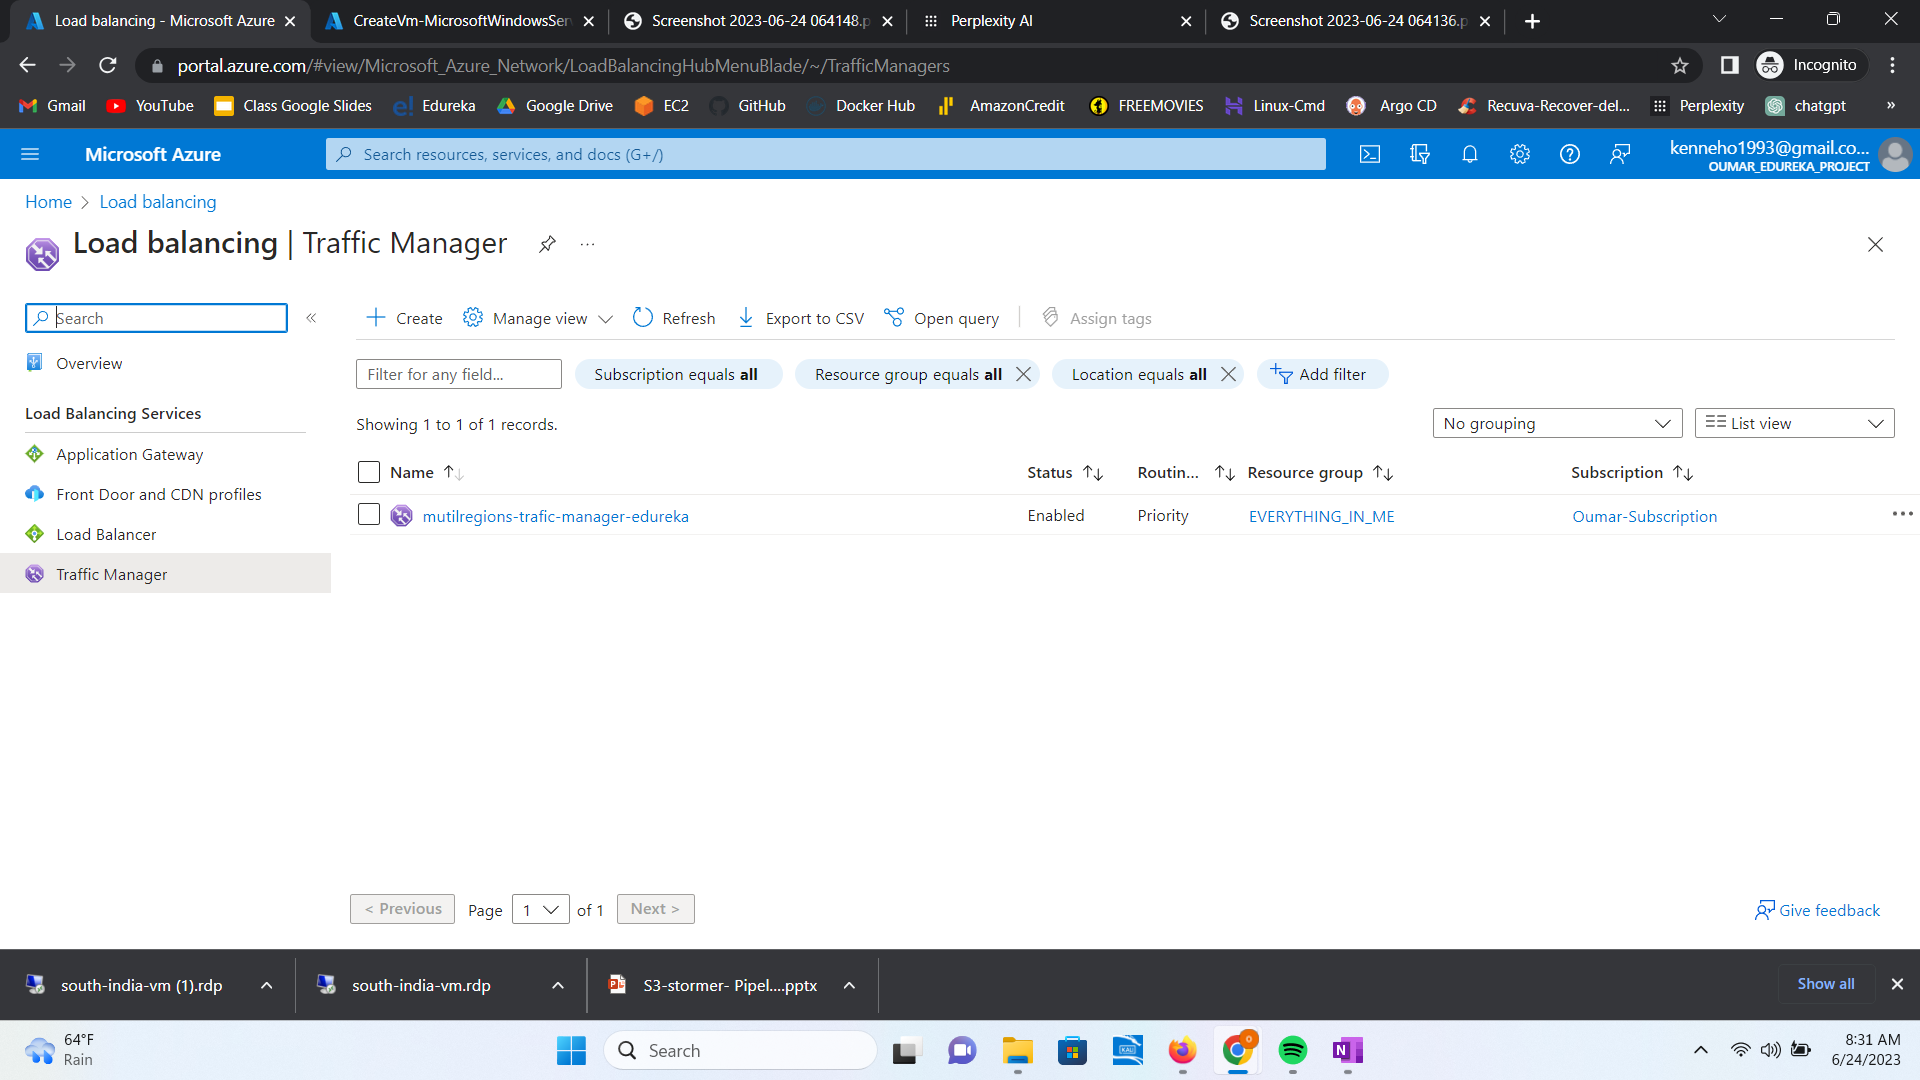 Load balancing - Microsoft Azure
CreateVm-MicrosoftWindowsSer
Screenshot 2023-06-24 064148.p
Perplexity AI
Screenshot 2023-06-24 064136.p
portal.azure.com/#view/Microsoft_Azure_Network/LoadBalancingHubMenuBlade/~/TrafficManagers
Incognito
Gmail YouTube Class Google Slides Edureka Google Drive EC2 GitHub Docker Hub AmazonCredit FREEMOVIES Linux-Cmd Argo CD Recuva-Recover-del... Perplexity chatgpt »
Microsoft Azure
Search resources, services, and docs (G+/)
kenneho1993@gmail.co...
OUMAR_EDUREKA_PROJECT
Home > Load balancing
Load balancing | Traffic Manager
Search
Overview
Load Balancing Services
Application Gateway
Front Door and CDN profiles
Load Balancer
Traffic Manager
Create Manage view Refresh Export to CSV Open query Assign tags
Filter for any field...
Subscription equals all
Resource group equals all
Location equals all
Add filter
Showing 1 to 1 of 1 records.
No grouping
List view
Name Status Routin... Resource group Subscription
mutilregions-trafic-manager-edureka Enabled Priority EVERYTHING_IN_ME Oumar-Subscription
< Previous Page 1 of 1 Next >
Give feedback
south-india-vm (1).rdp
south-india-vm.rdp
S3-stormer- Pipel....pptx
Show all
64°F
Rain
Search
8:31 AM
6/24/2023